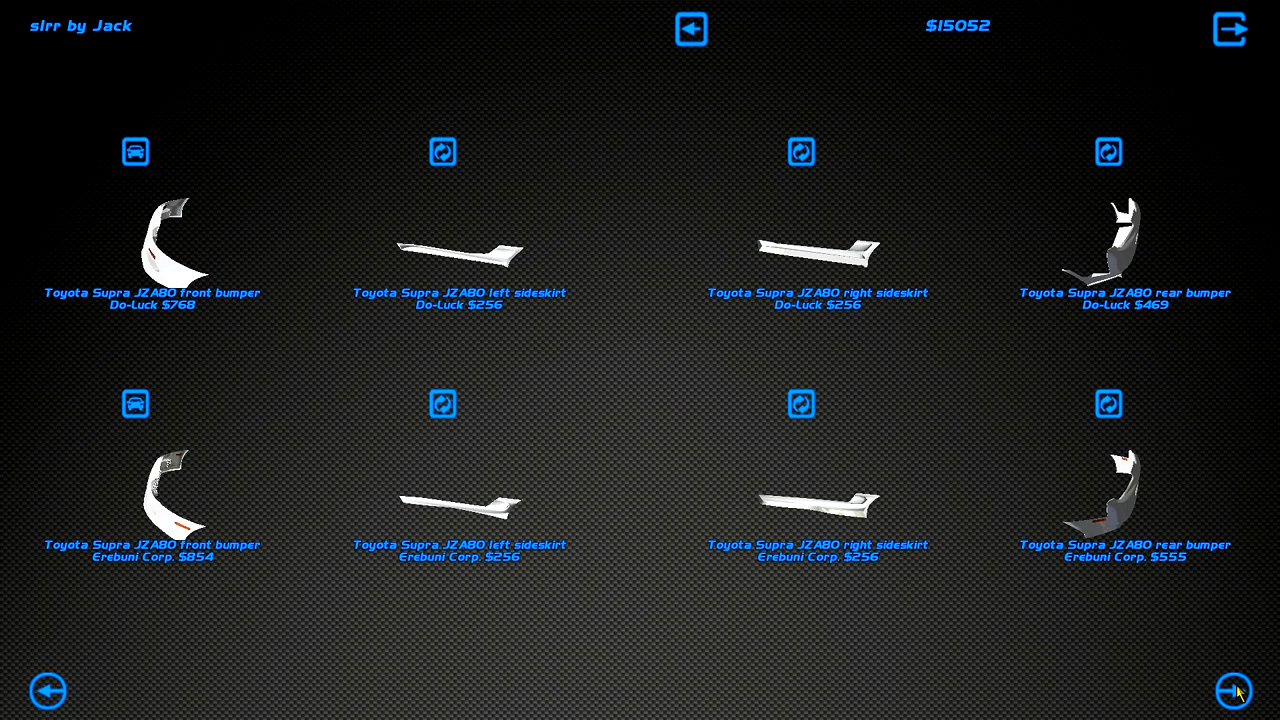 slrr by Jack
$15052
Toyota Supra JZA80 front bumper
Do-Luck $768
Toyota Supra JZA80 left sideskirt
Do-Luck $256
Toyota Supra JZA80 right sideskirt
Do-Luck $256
Toyota Supra JZA80 rear bumper
Do-Luck $469
Toyota Supra JZA80 front bumper
Erebuni Corp. $854
Toyota Supra JZA80 left sideskirt
Erebuni Corp. $256
Toyota Supra JZA80 right sideskirt
Erebuni Corp. $256
Toyota Supra JZA80 rear bumper
Erebuni Corp. $555